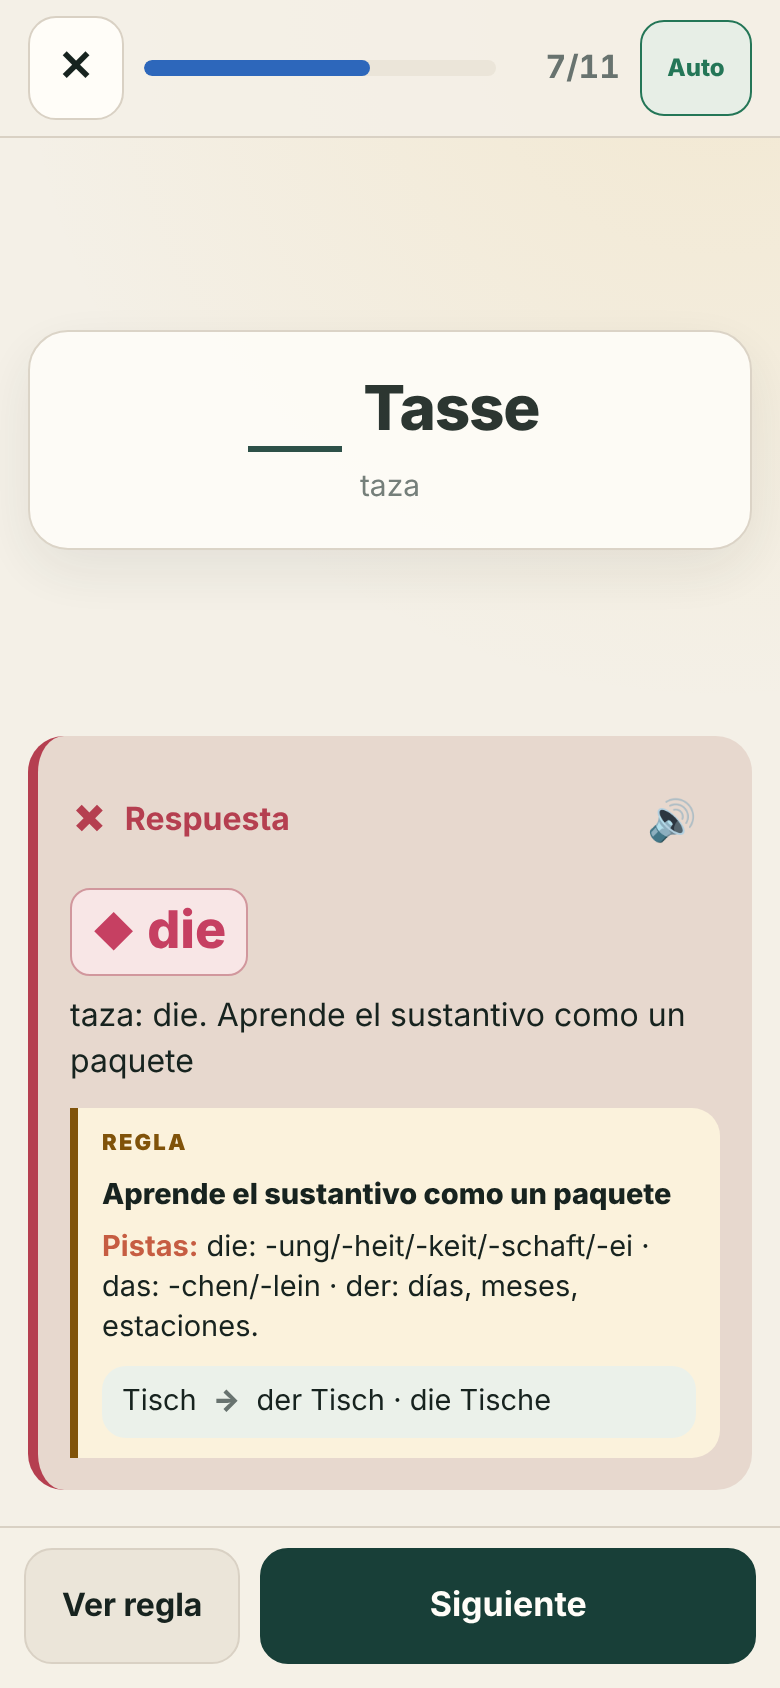 ✕ 7/11 Auto
___ Tasse
taza
✖ Respuesta
◆ die
taza: die. Aprende el sustantivo como un
paquete
REGLA
Aprende el sustantivo como un paquete
Pistas: die: -ung/-heit/-keit/-schaft/-ei ·
das: -chen/-lein · der: días, meses,
estaciones.
Tisch → der Tisch · die Tische
Ver regla
Siguiente